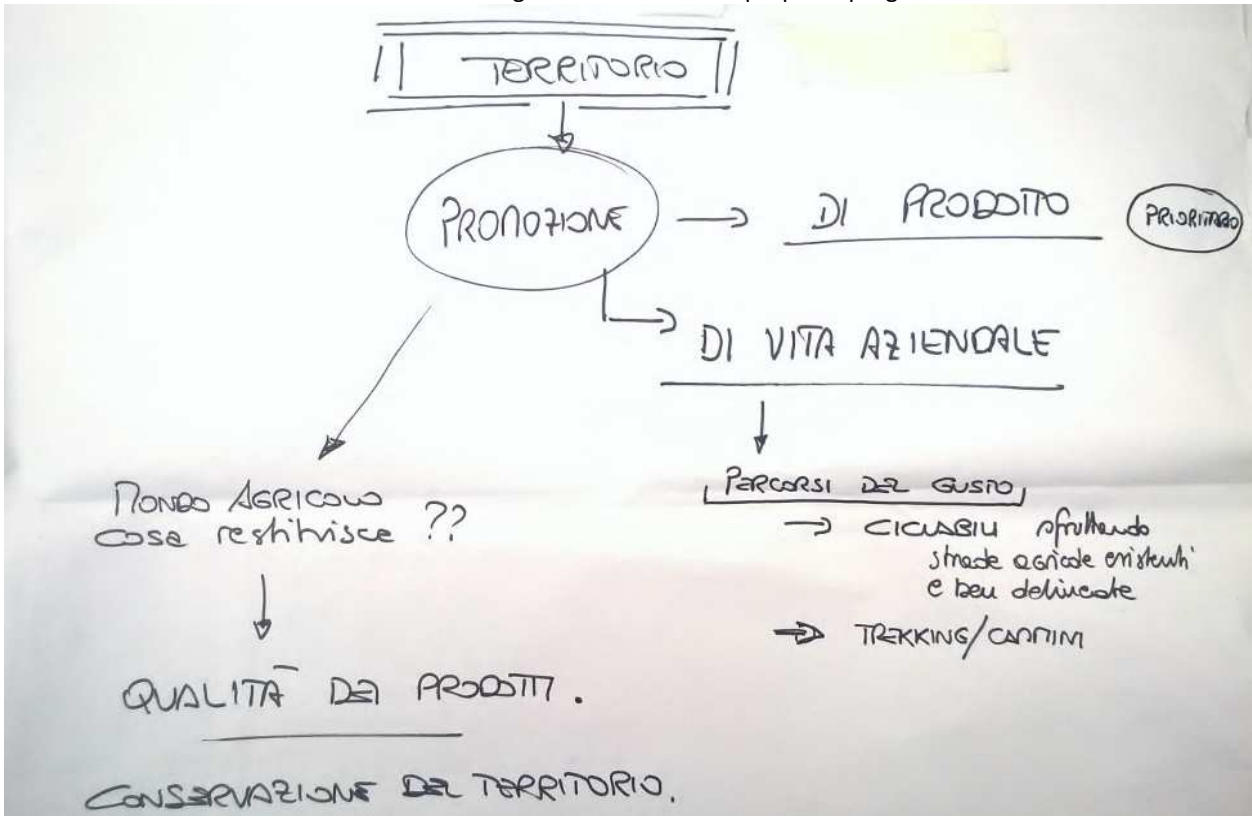 TERRITORIO
PROMOZIONE
DI PRODOTTO
PRIORITARIO
DI VITA AZIENDALE
PERCORSI DEL GUSTO
CICLABILI sfruttando
strade agricole esistenti
e ben delineate
TREKKING/CAMMINI
MONDO AGRICOLO
cosa restituisce ??
QUALITÀ DEI PRODOTTI.
CONSERVAZIONE DEL TERRITORIO.